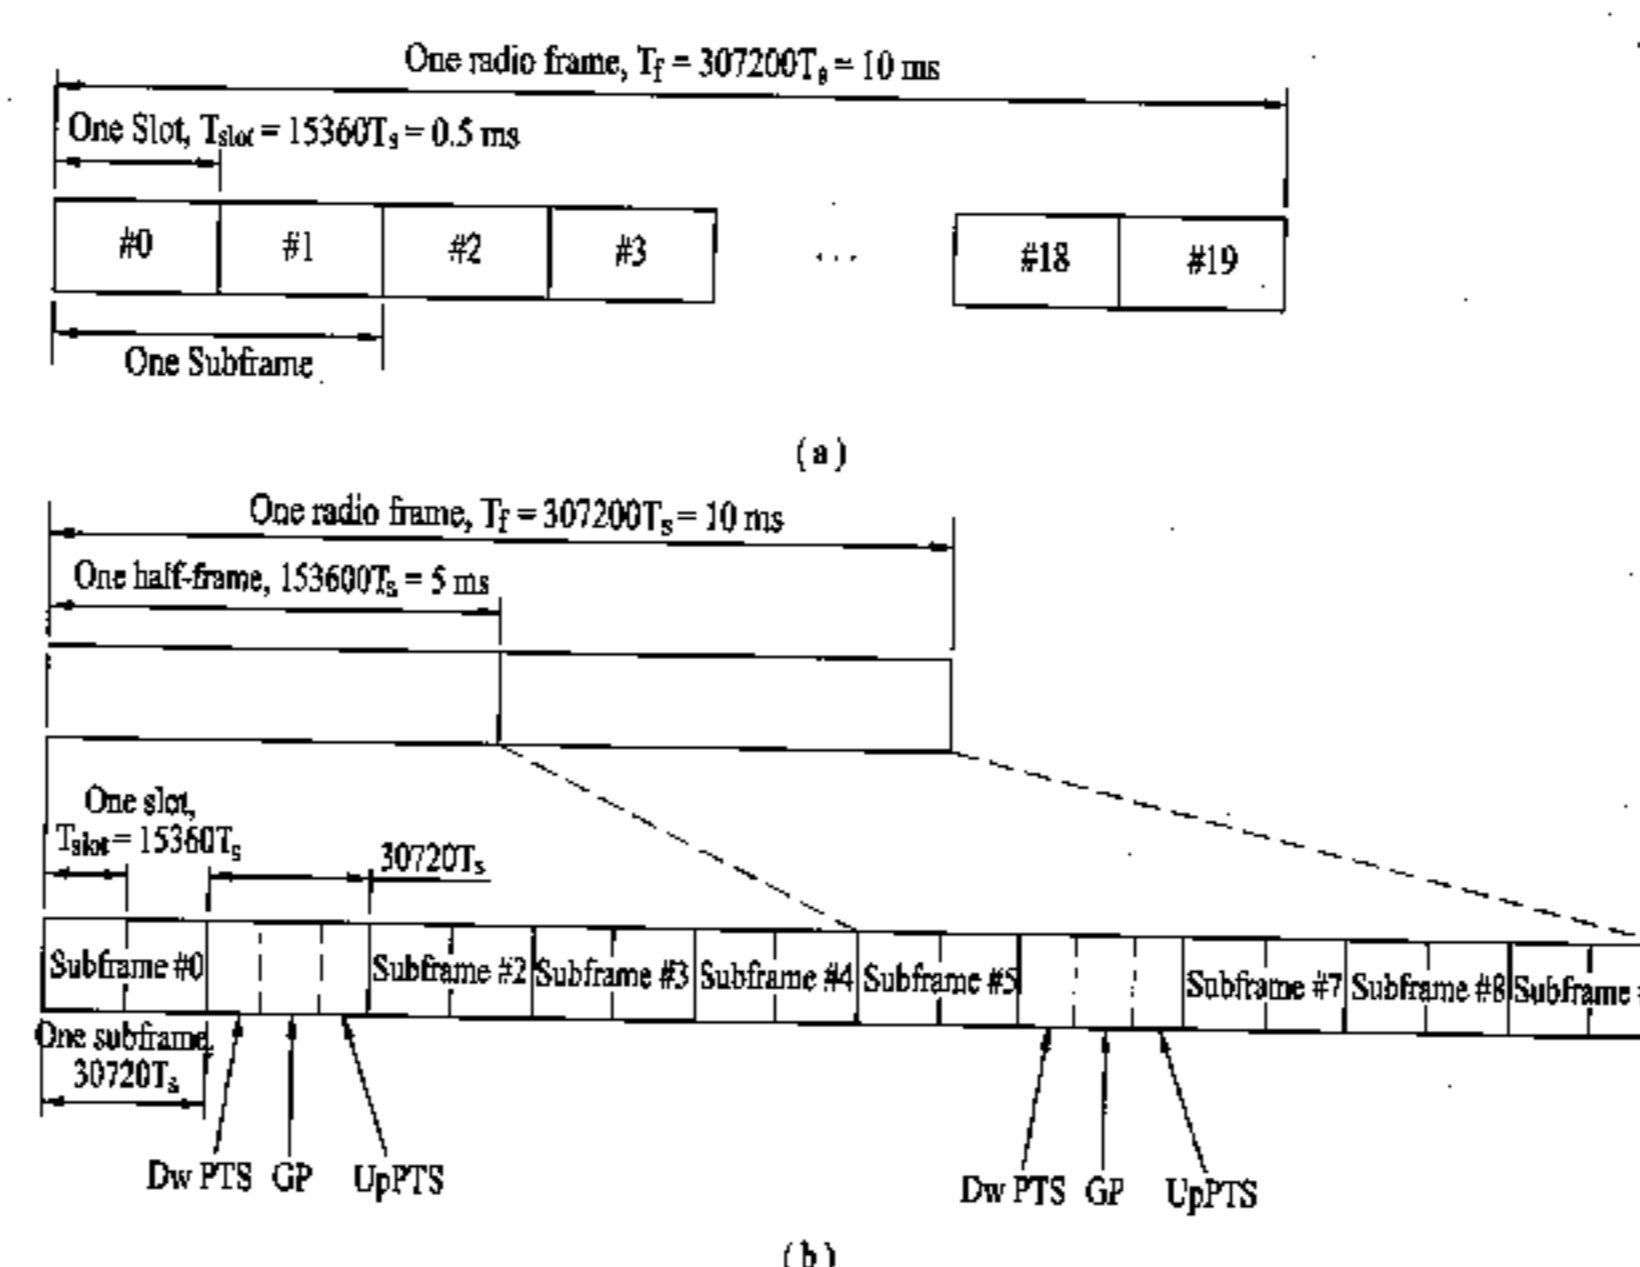 One radio frame, Tf = 307200Ts = 10 ms
One Slot, Tslot = 15360Ts = 0.5 ms
#0 #1 #2 #3 ... #18 #19
One Subframe
(a)
One radio frame, Tf = 307200Ts = 10 ms
One half-frame, 153600Ts = 5 ms
One slot,
Tslot = 15360Ts
30720Ts
Subframe #0 Subframe #2 Subframe #3 Subframe #4 Subframe #5 Subframe #7 Subframe #8 Subframe
One subframe,
30720Ts
Dw PTS GP UpPTS Dw PTS GP UpPTS
(b)